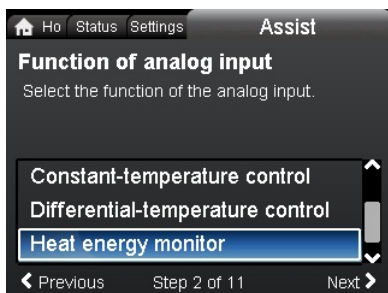 Ho Status Settings Assist
Function of analog input
Select the function of the analog input.
Constant-temperature control
Differential-temperature control
Heat energy monitor
Previous Step 2 of 11 Next